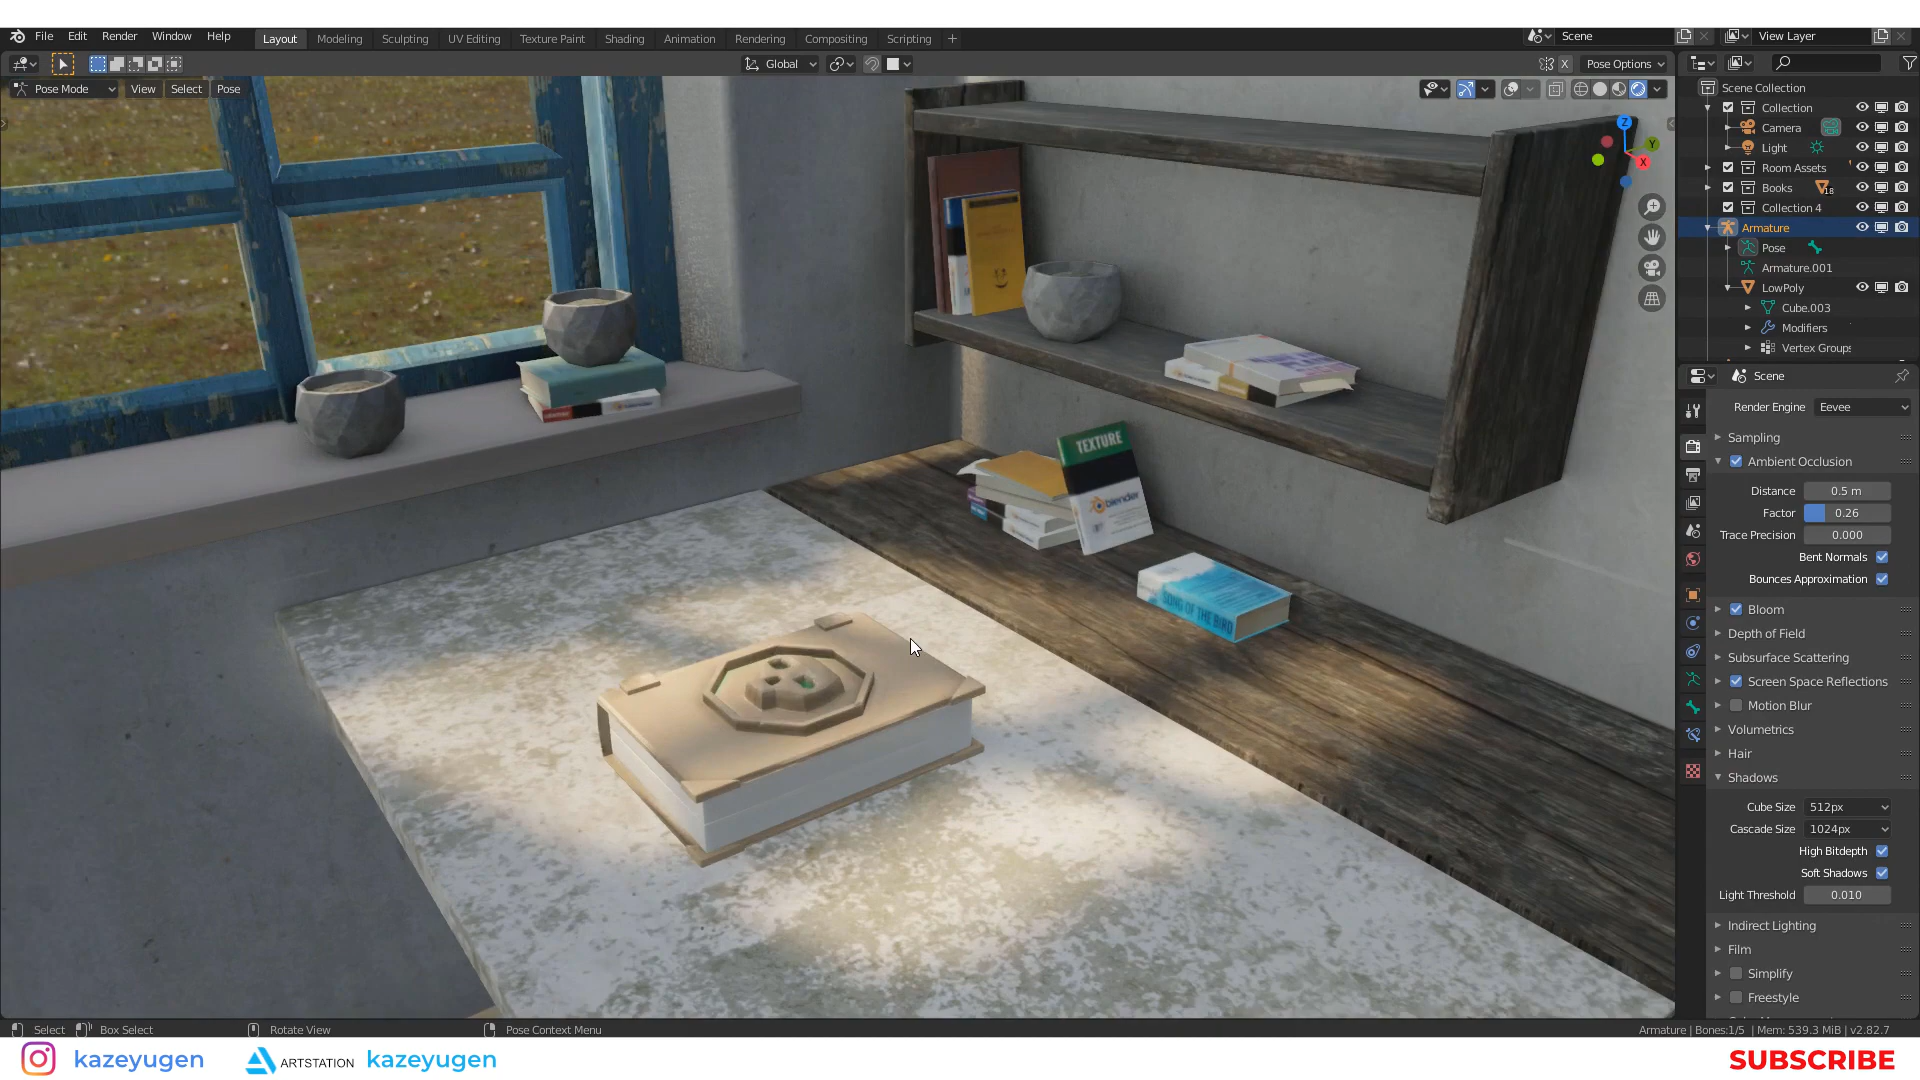 File Edit Render Window Help Layout Modeling Sculpting UV Editing Texture Paint Shading Animation Rendering Compositing Scripting + Scene View Layer
Global Pose Options
Pose Mode View Select Pose
Z
Y
X
Scene Collection
Collection
Camera
Light
Room Assets
Books 18
Collection 4
Armature
Pose
Armature.001
LowPoly
Cube.003
Modifiers
Vertex Groups
Scene
Render Engine Eevee
Sampling
Ambient Occlusion
Distance 0.5 m
Factor 0.26
Trace Precision 0.000
Bent Normals
Bounces Approximation
Bloom
Depth of Field
Subsurface Scattering
Screen Space Reflections
Motion Blur
Volumetrics
Hair
Shadows
Cube Size 512px
Cascade Size 1024px
High Bitdepth
Soft Shadows
Light Threshold 0.010
Indirect Lighting
Film
Simplify
Freestyle
TEXTURE
blender
SONG OF THE BIRD
Select Box Select Rotate View Pose Context Menu Armature | Bones:1/5 | Mem: 539.3 MiB | v2.82.7
kazeyugen ARTSTATION kazeyugen SUBSCRIBE